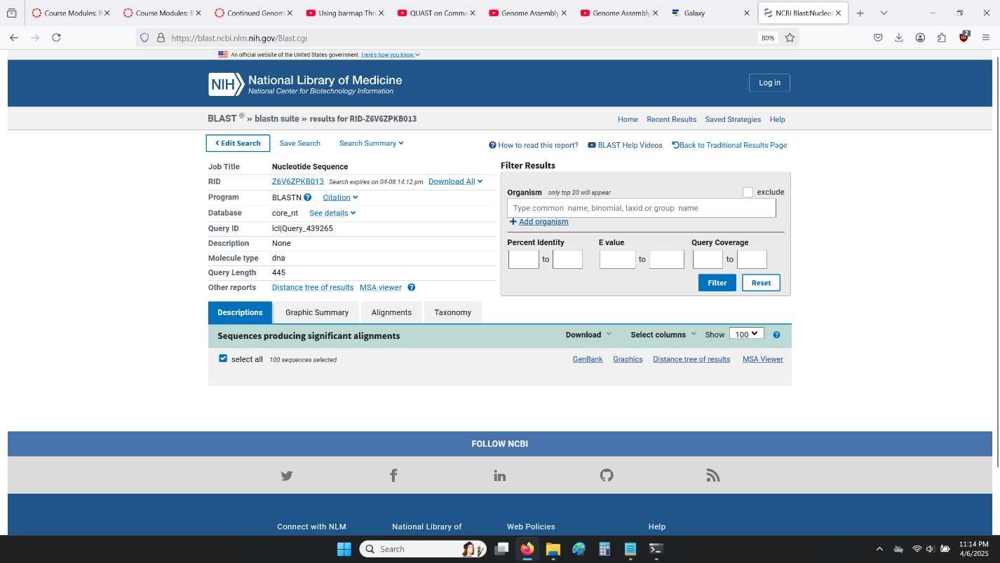 Course Modules: B
Course Modules: B
Continued Genom
Using barrnap Thr
QUAST on Comma
Genome Assembly
Genome Assembly
Galaxy
NCBI Blast:Nucleot
https://blast.ncbi.nlm.nih.gov/Blast.cgi
80%
2
An official website of the United States government Here's how you know
NIH National Library of Medicine
National Center for Biotechnology Information
Log in
BLAST ® » blastn suite » results for RID-Z6V6ZPKB013
Home Recent Results Saved Strategies Help
< Edit Search Save Search Search Summary
How to read this report? BLAST Help Videos Back to Traditional Results Page
Job Title Nucleotide Sequence
RID Z6V6ZPKB013 Search expires on 04-08 14:12 pm Download All
Program BLASTN ? Citation
Database core_nt See details
Query ID lcl|Query_439265
Description None
Molecule type dna
Query Length 445
Other reports Distance tree of results MSA viewer ?
Filter Results
Organism only top 20 will appear exclude
Type common name, binomial, taxid or group name
+ Add organism
Percent Identity E value Query Coverage
to to to
Filter Reset
Descriptions Graphic Summary Alignments Taxonomy
Sequences producing significant alignments Download Select columns Show 100 ?
select all 100 sequences selected GenBank Graphics Distance tree of results MSA Viewer
FOLLOW NCBI
Connect with NLM National Library of Web Policies Help
Search
11:14 PM
4/6/2025